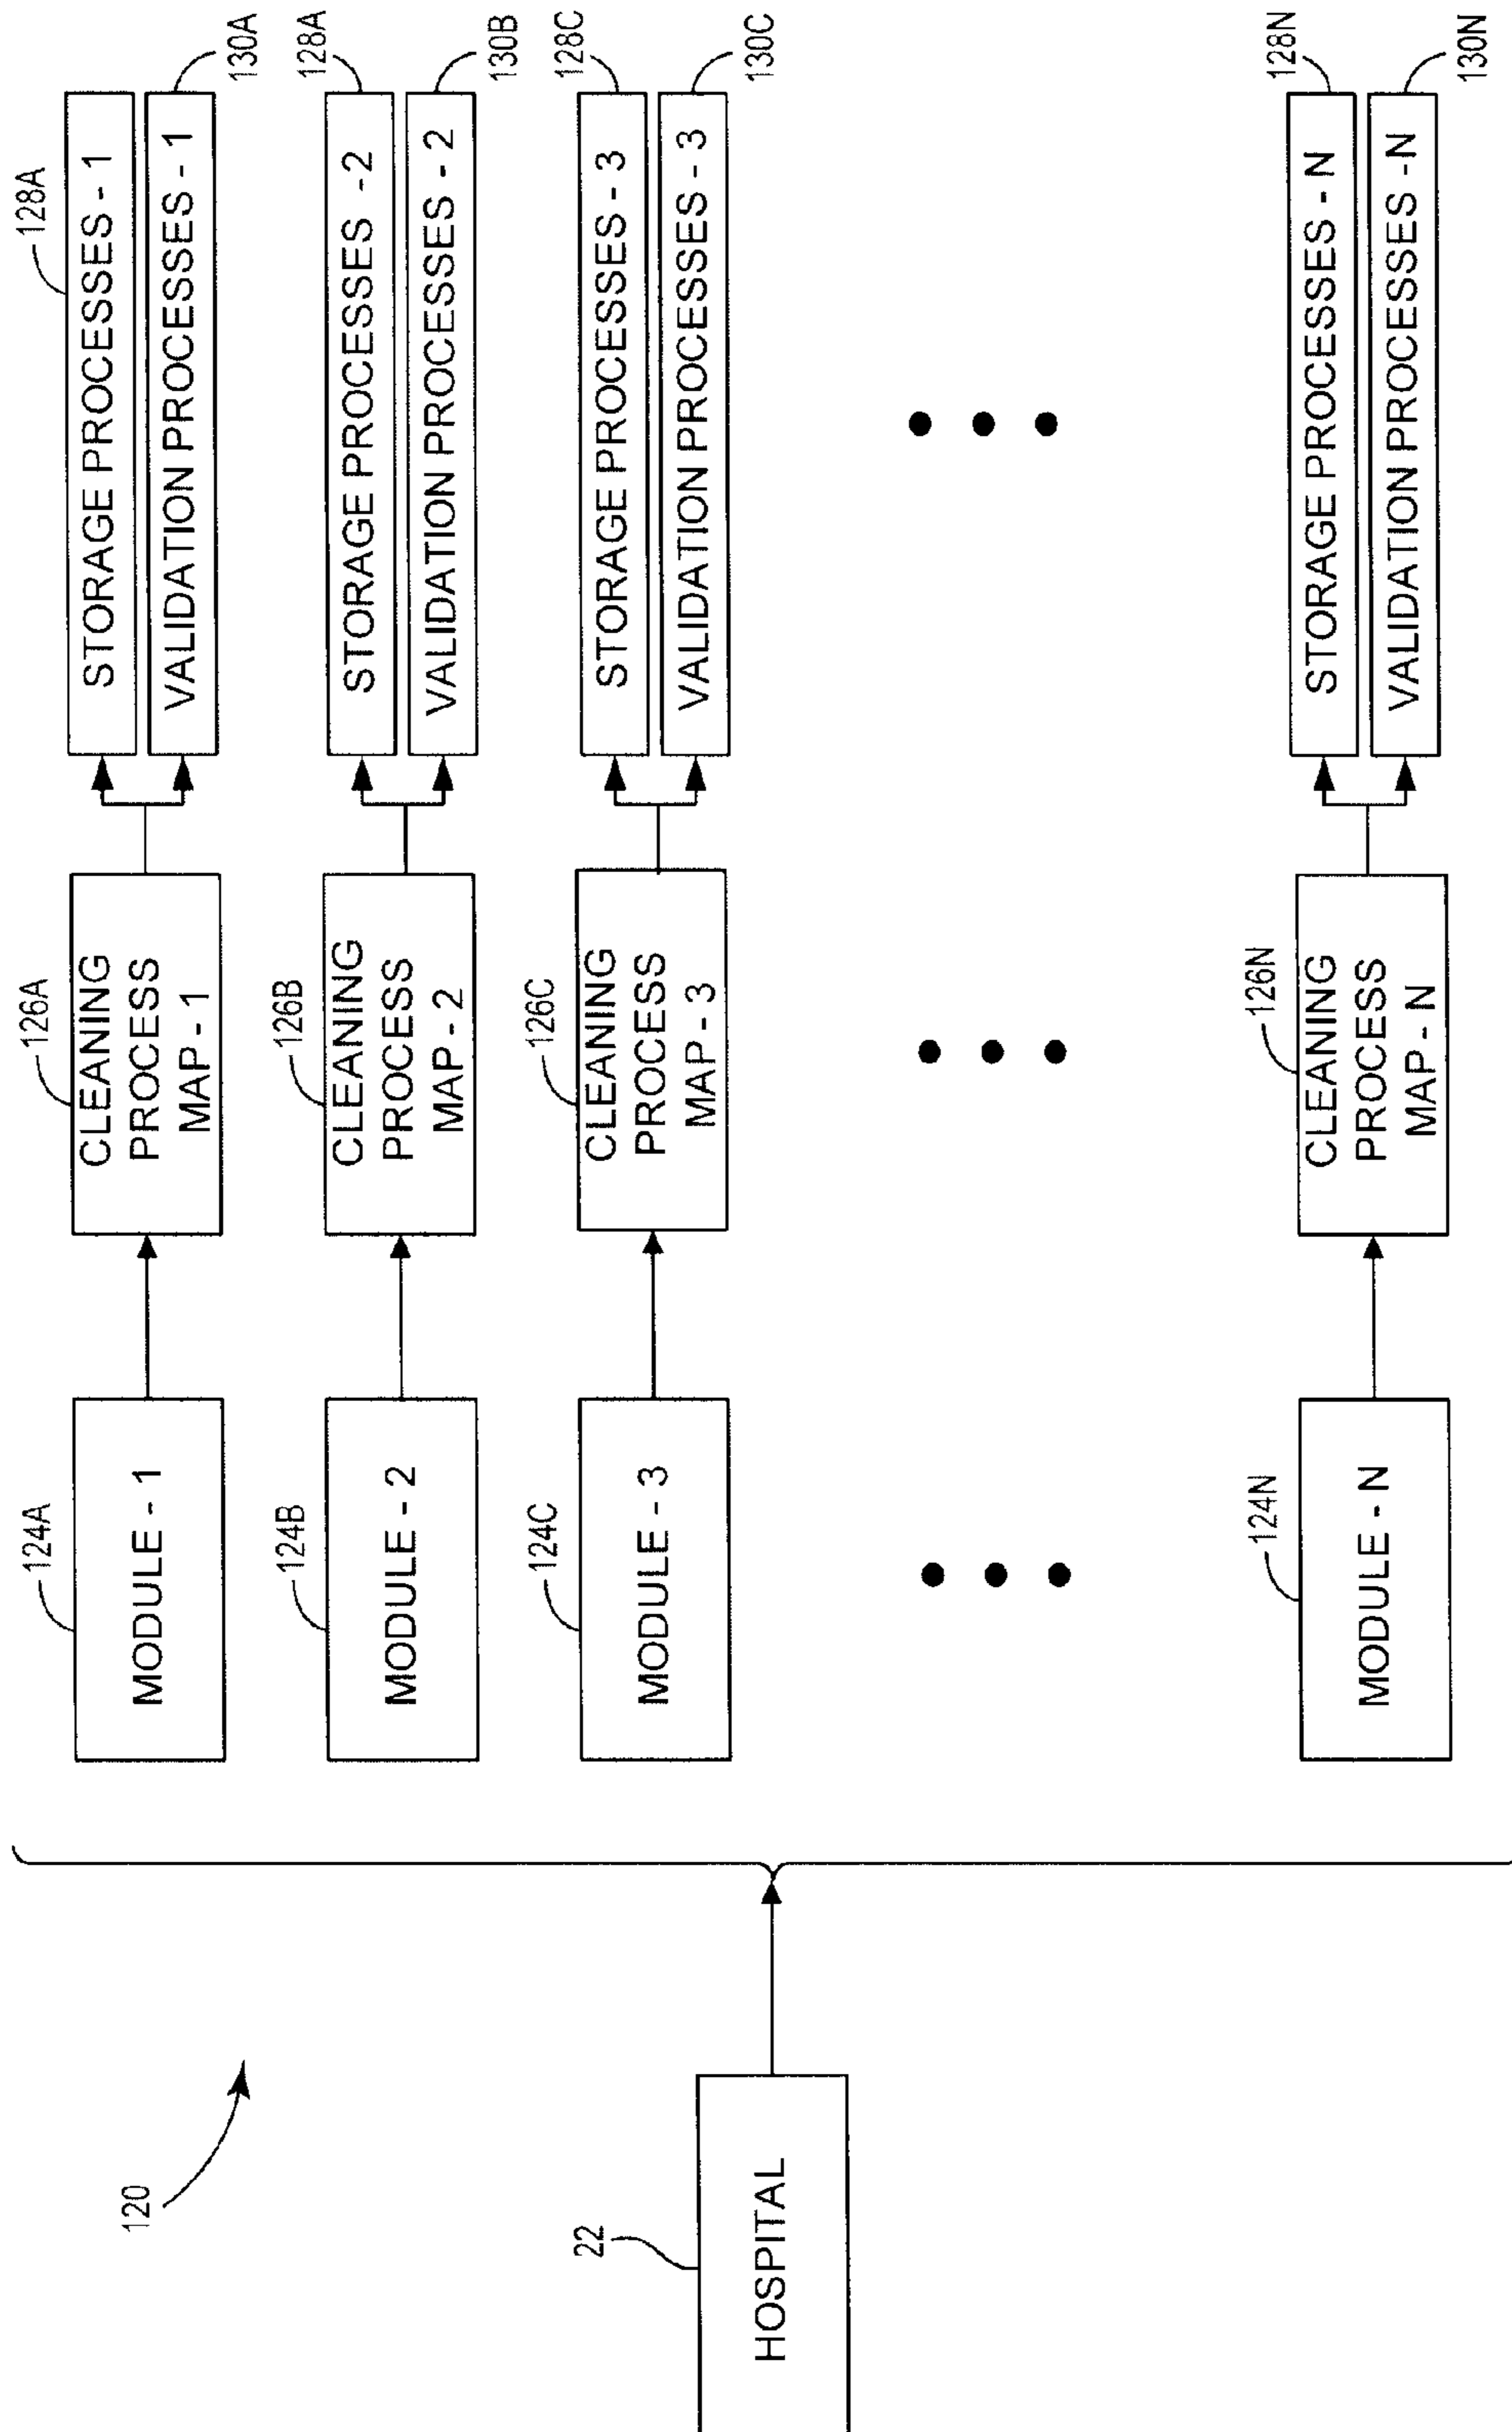 120
22
HOSPITAL
124A
MODULE - 1
126A
CLEANING
PROCESS
MAP - 1
128A
STORAGE PROCESSES - 1
VALIDATION PROCESSES - 1
130A
124B
MODULE - 2
126B
CLEANING
PROCESS
MAP - 2
STORAGE PROCESSES -2
128A
VALIDATION PROCESSES - 2
130B
124C
MODULE - 3
126C
CLEANING
PROCESS
MAP - 3
STORAGE PROCESSES - 3
128C
VALIDATION PROCESSES - 3
130C
124N
MODULE - N
126N
CLEANING
PROCESS
MAP - N
STORAGE PROCESSES - N
128N
VALIDATION PROCESSES -N
130N